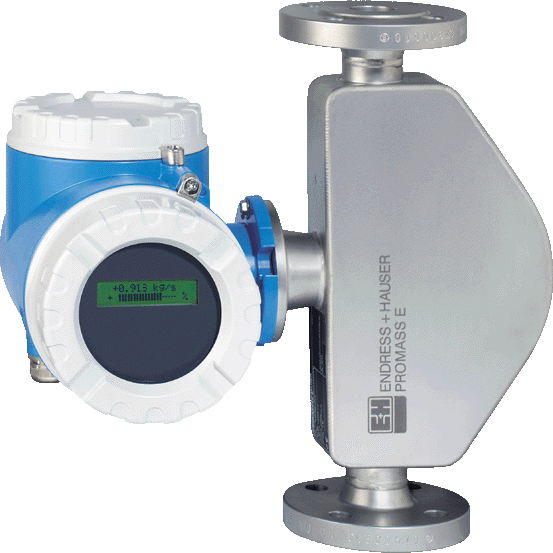 +0.913 kg/s
+ %
ENDRESS + HAUSER
PROMASS E
E+H